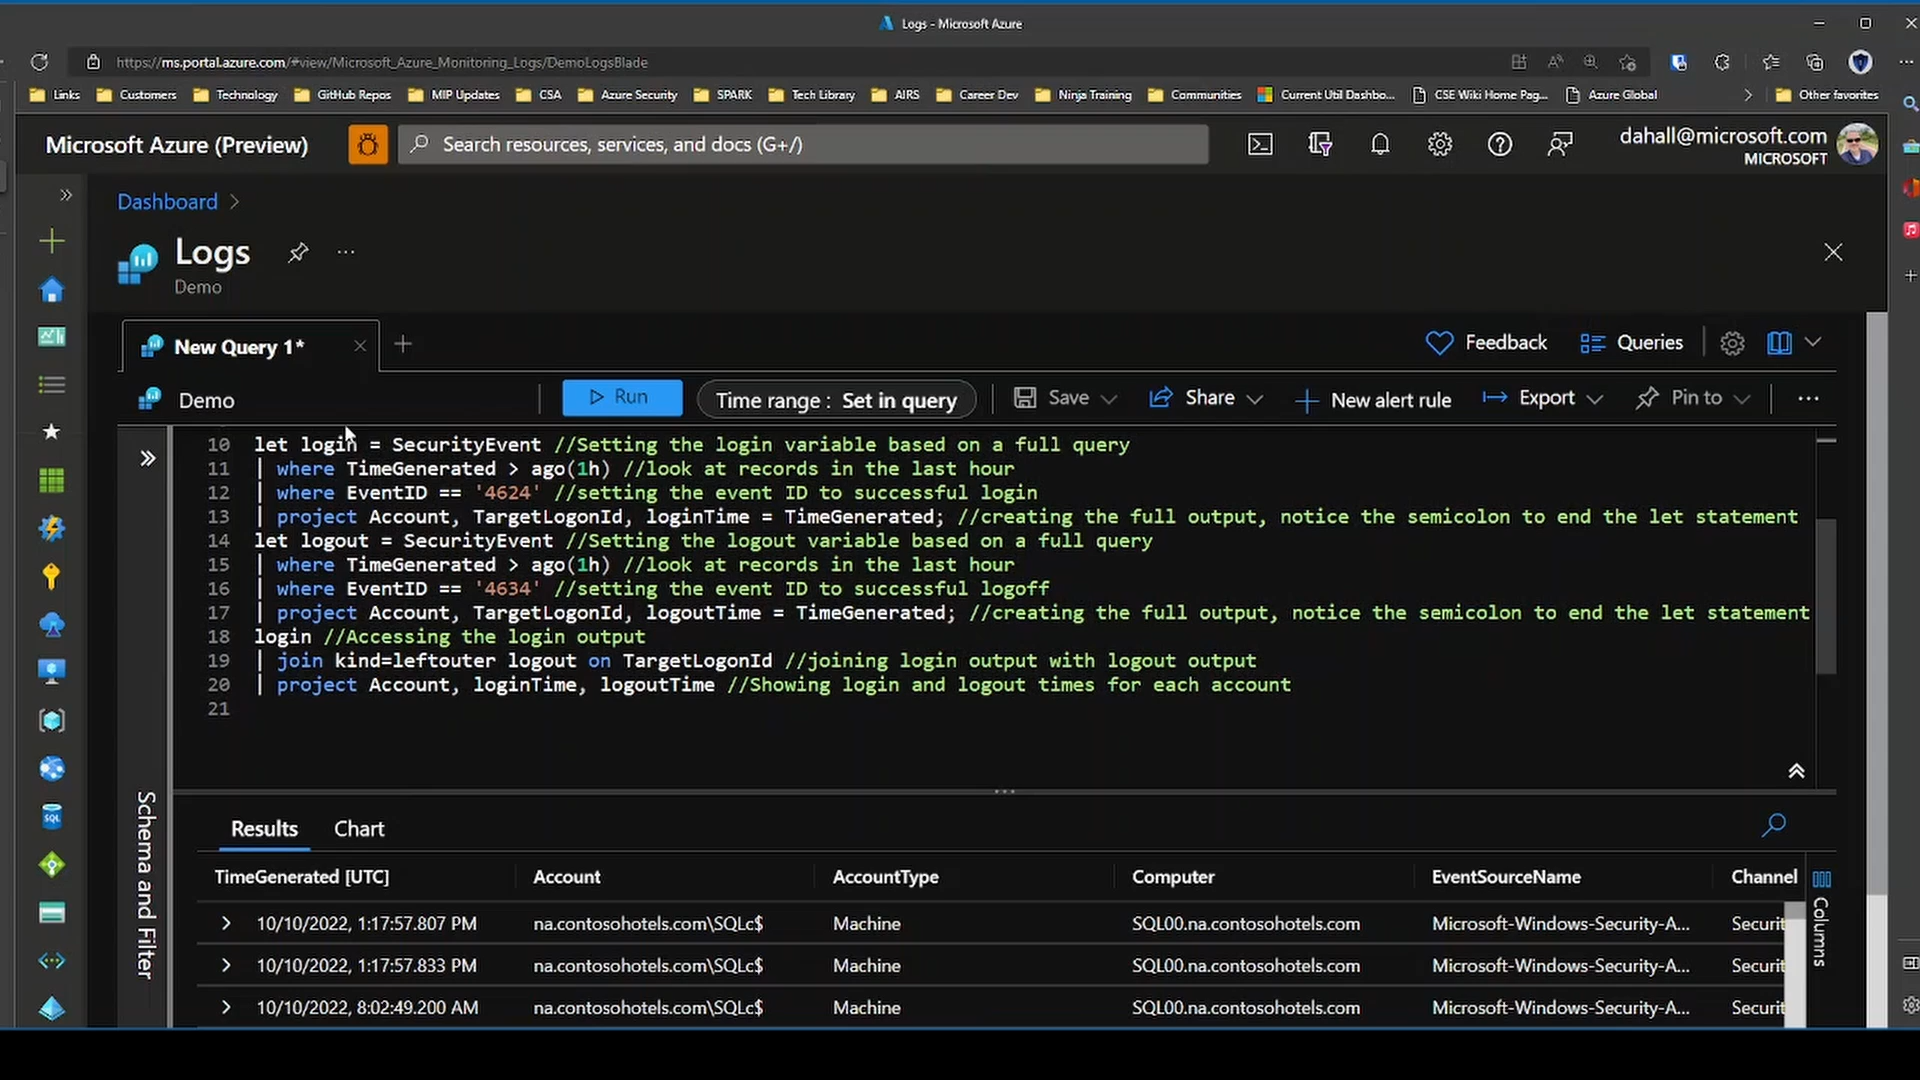 Logs - Microsoft Azure
https://ms.portal.azure.com/#view/Microsoft_Azure_Monitoring_Logs/DemoLogsBlade
Links Customers Technology GitHub Repos MIP Updates CSA Azure Security SPARK Tech Library AIRS Career Dev Ninja Training Communities Current Util Dashbo... CSE Wiki Home Pag... Azure Global Other favorites
Microsoft Azure (Preview) Search resources, services, and docs (G+/) dahall@microsoft.com
MICROSOFT
Dashboard
Logs ...
Demo
New Query 1* Feedback Queries
Demo Run Time range : Set in query Save Share New alert rule Export Pin to ...
10 let login = SecurityEvent //Setting the login variable based on a full query
11 | where TimeGenerated > ago(1h) //look at records in the last hour
12 | where EventID == '4624' //setting the event ID to successful login
13 | project Account, TargetLogonId, loginTime = TimeGenerated; //creating the full output, notice the semicolon to end the let statement
14 let logout = SecurityEvent //Setting the logout variable based on a full query
15 | where TimeGenerated > ago(1h) //look at records in the last hour
16 | where EventID == '4634' //setting the event ID to successful logoff
17 | project Account, TargetLogonId, logoutTime = TimeGenerated; //creating the full output, notice the semicolon to end the let statement
18 login //Accessing the login output
19 | join kind=leftouter logout on TargetLogonId //joining login output with logout output
20 | project Account, loginTime, logoutTime //Showing login and logout times for each account
21
Schema and Filter
Results Chart
TimeGenerated [UTC] Account AccountType Computer EventSourceName Channel
10/10/2022, 1:17:57.807 PM na.contosohotels.com\SQLc$ Machine SQL00.na.contosohotels.com Microsoft-Windows-Security-A... Securit
10/10/2022, 1:17:57.833 PM na.contosohotels.com\SQLc$ Machine SQL00.na.contosohotels.com Microsoft-Windows-Security-A... Securit
10/10/2022, 8:02:49.200 AM na.contosohotels.com\SQLc$ Machine SQL00.na.contosohotels.com Microsoft-Windows-Security-A... Securit
Columns